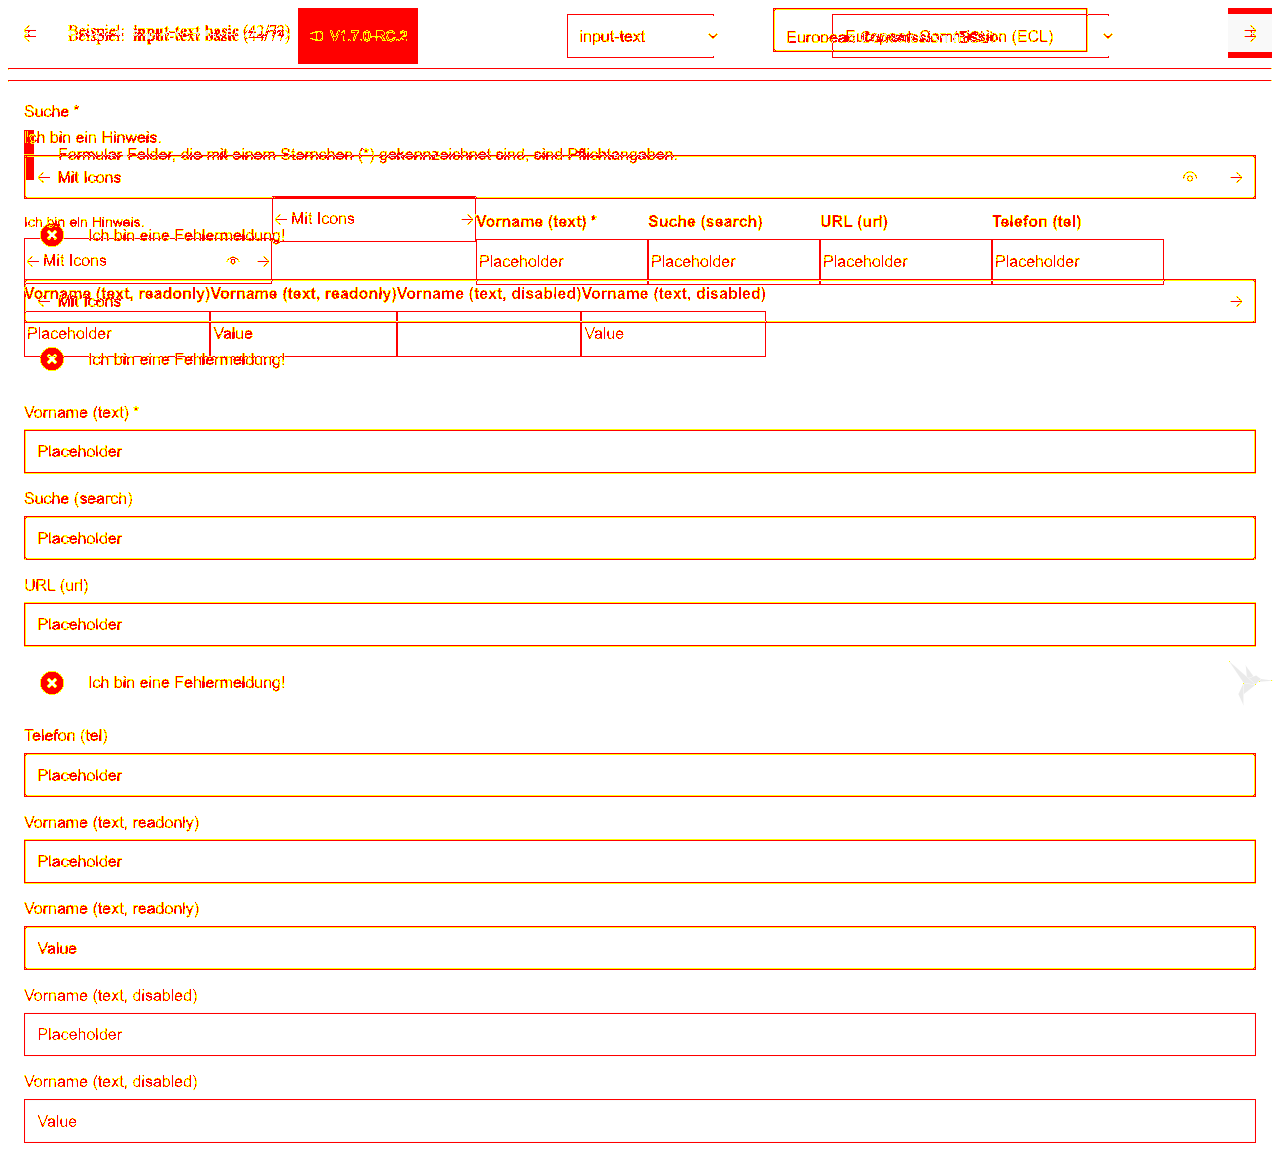 Beispiel: input-text basic
V1.7.0-RC.2
input-text
European Commission (ECL)
Suche *
Ich bin ein Hinweis.
Formular Felder, die mit einem Sternchen (*) gekennzeichnet sind, sind Pflichtangaben.
Mit Icons
Ich bin ein Hinweis.
Mit Icons
Vorname (text) * Suche (search) URL (url) Telefon (tel)
Ich bin eine Fehlermeldung!
Mit Icons Placeholder Placeholder Placeholder Placeholder
Vorname (text, readonly) Vorname (text, readonly) Vorname (text, disabled) Vorname (text, disabled)
Mit Icons
Placeholder Value Value
Ich bin eine Fehlermeldung!
Vorname (text) *
Placeholder
Suche (search)
Placeholder
URL (url)
Placeholder
Ich bin eine Fehlermeldung!
Telefon (tel)
Placeholder
Vorname (text, readonly)
Placeholder
Vorname (text, readonly)
Value
Vorname (text, disabled)
Placeholder
Vorname (text, disabled)
Value